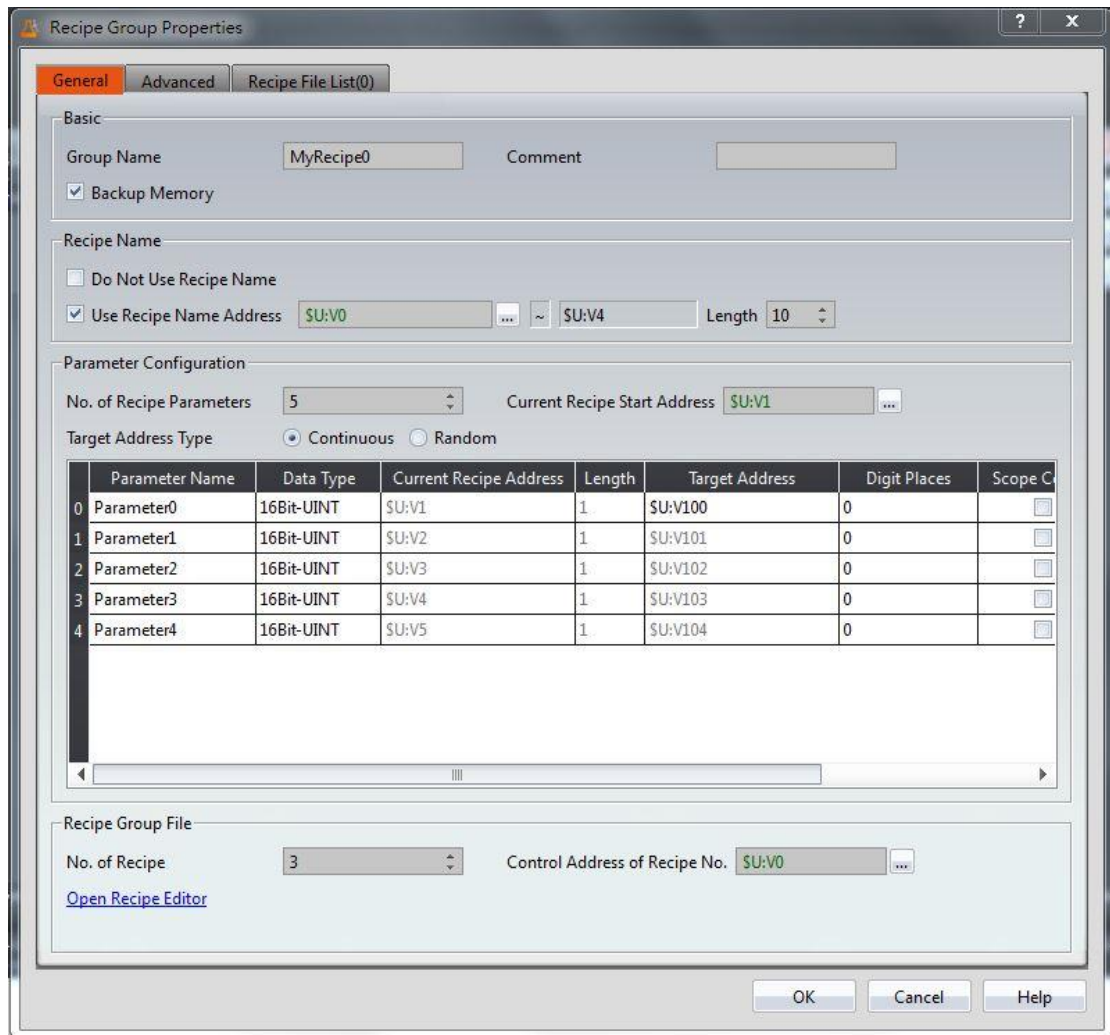 Recipe Group Properties ? X
General Advanced Recipe File List(0)
Basic
Group Name MyRecipe0 Comment
Backup Memory
Recipe Name
Do Not Use Recipe Name
Use Recipe Name Address $U:V0 ... ~ $U:V4 Length 10
Parameter Configuration
No. of Recipe Parameters 5 Current Recipe Start Address $U:V1 ...
Target Address Type Continuous Random
Parameter Name Data Type Current Recipe Address Length Target Address Digit Places Scope
0 Parameter0 16Bit-UINT $U:V1 1 $U:V100 0
1 Parameter1 16Bit-UINT $U:V2 1 $U:V101 0
2 Parameter2 16Bit-UINT $U:V3 1 $U:V102 0
3 Parameter3 16Bit-UINT $U:V4 1 $U:V103 0
4 Parameter4 16Bit-UINT $U:V5 1 $U:V104 0
Recipe Group File
No. of Recipe 3 Control Address of Recipe No. $U:V0 ...
Open Recipe Editor
OK Cancel Help